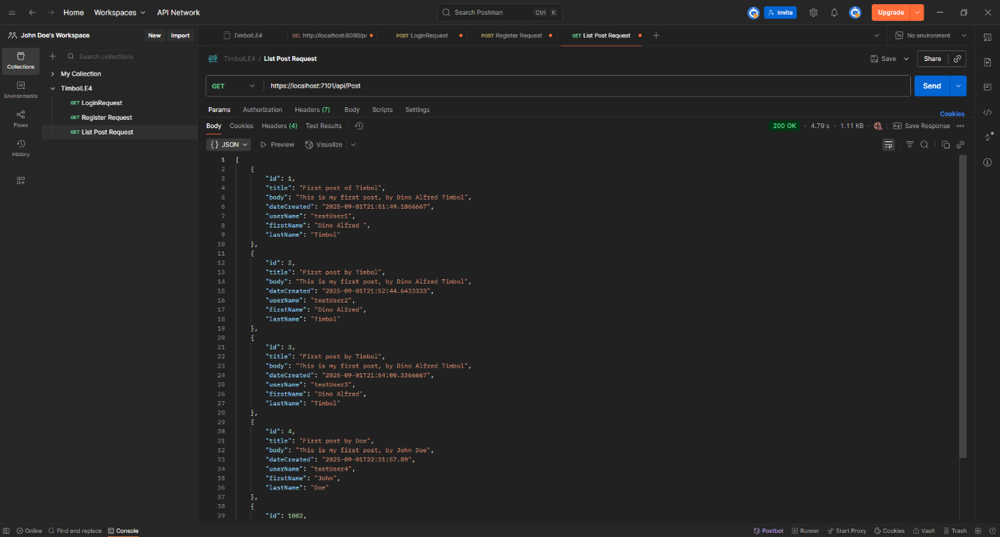 Home Workspaces API Network Search Postman Ctrl K Invite Upgrade
John Doe's Workspace New Import TimbolLE4 DEL http://localhost:8080/p POST LoginRequest POST Register Request GET List Post Request No environment
Collections
Environments
Flows
History
Search collections
My Collection
TimbolLE4
GET LoginRequest
GET Register Request
GET List Post Request
HTTP TimbolLE4 / List Post Request Save Share
GET https://localhost:7101/api/Post Send
Params Authorization Headers (7) Body Scripts Settings
Cookies
Body Cookies Headers (4) Test Results 200 OK 4.79 s 1.11 KB Save Response
{} JSON Preview Visualize
1 [
2 {
3 "id": 1,
4 "title": "First post of Timbol",
5 "body": "This is my first post, by Dino Alfred Timbol",
6 "dateCreated": "2025-09-01T21:51:49.1066667",
7 "userName": "testUser1",
8 "firstName": "Dino Alfred ",
9 "lastName": "Timbol"
10 },
11 {
12 "id": 2,
13 "title": "First post by Timbol",
14 "body": "This is my first post, by Dino Alfred Timbol",
15 "dateCreated": "2025-09-01T21:52:44.6433333",
16 "userName": "testUser2",
17 "firstName": "Dino Alfred",
18 "lastName": "Timbol"
19 },
20 {
21 "id": 3,
22 "title": "First post by Timbol",
23 "body": "This is my first post, by Dino Alfred Timbol",
24 "dateCreated": "2025-09-01T21:54:00.3366667",
25 "userName": "testUser3",
26 "firstName": "Dino Alfred",
27 "lastName": "Timbol"
28 },
29 {
30 "id": 4,
31 "title": "First post by Doe",
32 "body": "This is my first post, by John Doe",
33 "dateCreated": "2025-09-01T22:31:57.89",
34 "userName": "testUser4",
35 "firstName": "John",
36 "lastName": "Doe"
37 },
38 {
39 "id": 1002,
Online Find and replace Console Postbot Runner Start Proxy Cookies Vault Trash